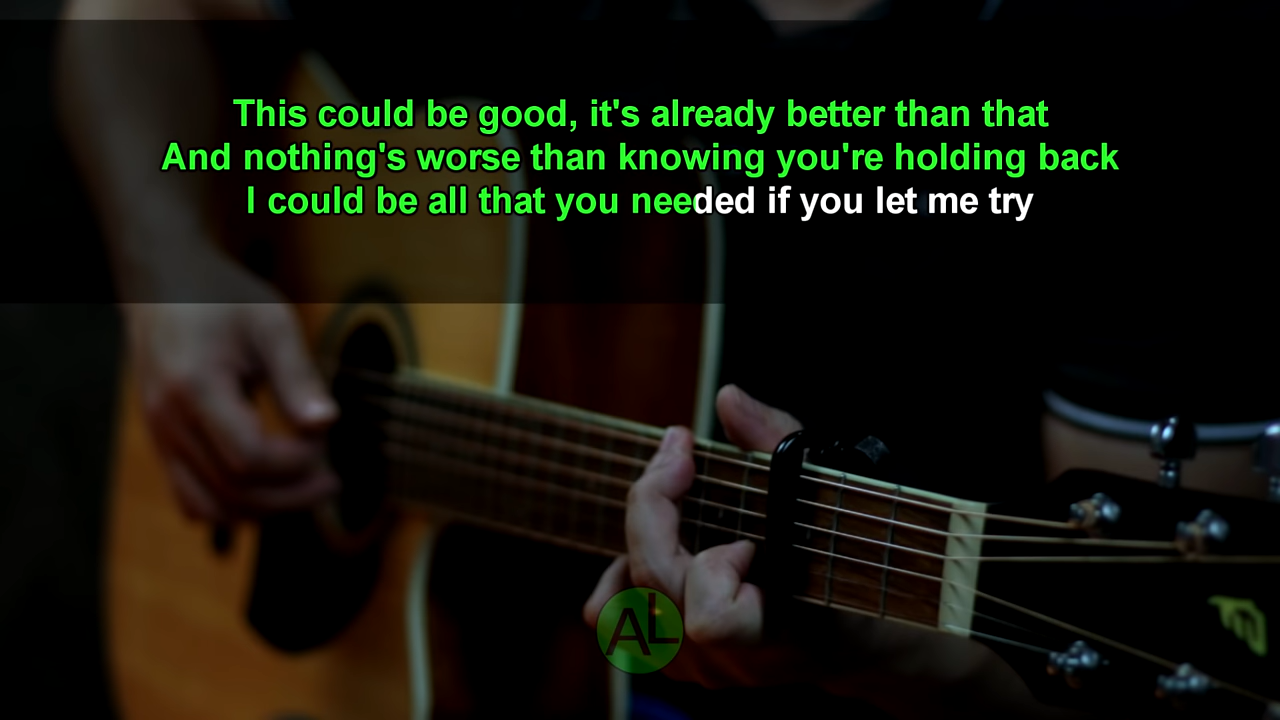 This could be good, it's already better than that
And nothing's worse than knowing you're holding back
I could be all that you needed if you let me try
AL